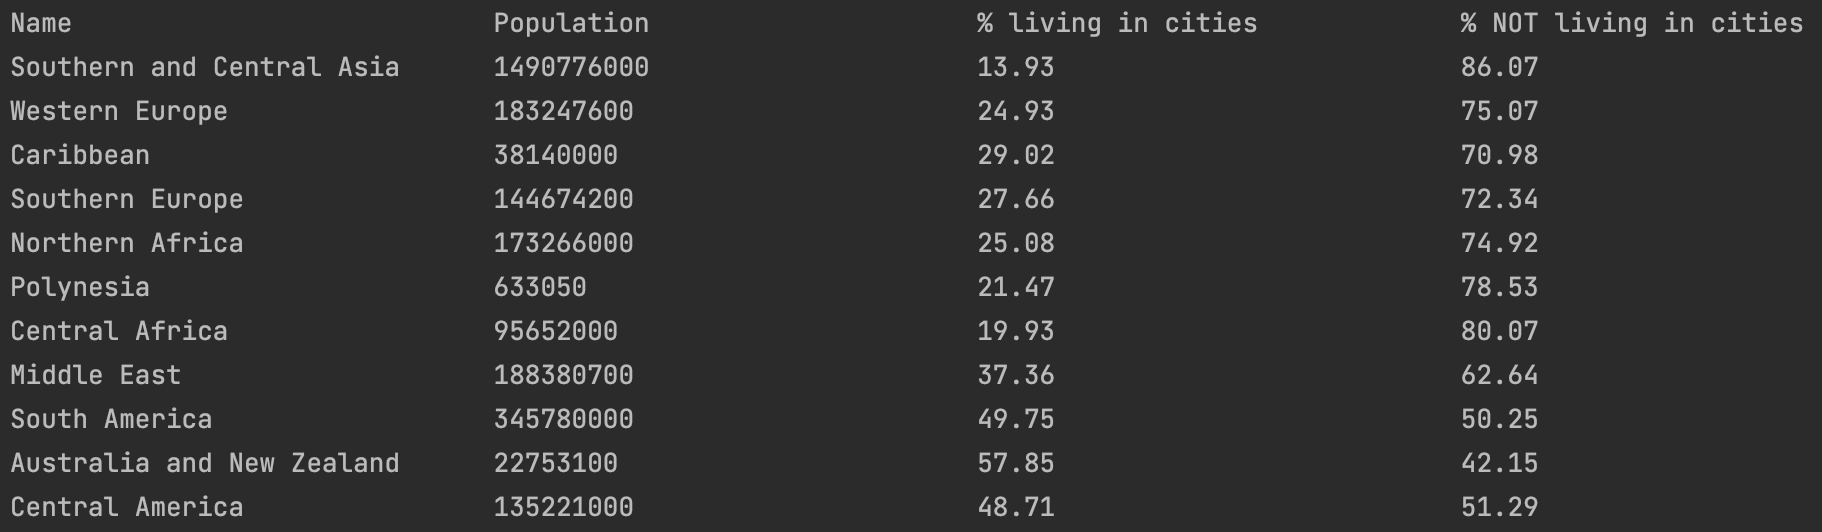 Name Population % living in cities % NOT living in cities
Southern and Central Asia 1490776000 13.93 86.07
Western Europe 183247600 24.93 75.07
Caribbean 38140000 29.02 70.98
Southern Europe 144674200 27.66 72.34
Northern Africa 173266000 25.08 74.92
Polynesia 633050 21.47 78.53
Central Africa 95652000 19.93 80.07
Middle East 188380700 37.36 62.64
South America 345780000 49.75 50.25
Australia and New Zealand 22753100 57.85 42.15
Central America 135221000 48.71 51.29